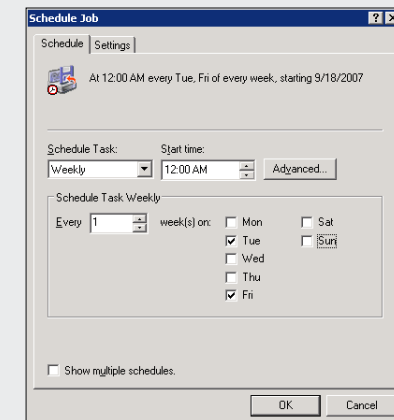 Schedule Job
Schedule Settings
At 12:00 AM every Tue, Fri of every week, starting 9/18/2007
Schedule Task: Start time:
Weekly 12:00 AM Advanced...
Schedule Task Weekly
Every 1 week(s) on: Mon Sat
Tue Sun
Wed
Thu
Fri
Show multiple schedules.
OK Cancel